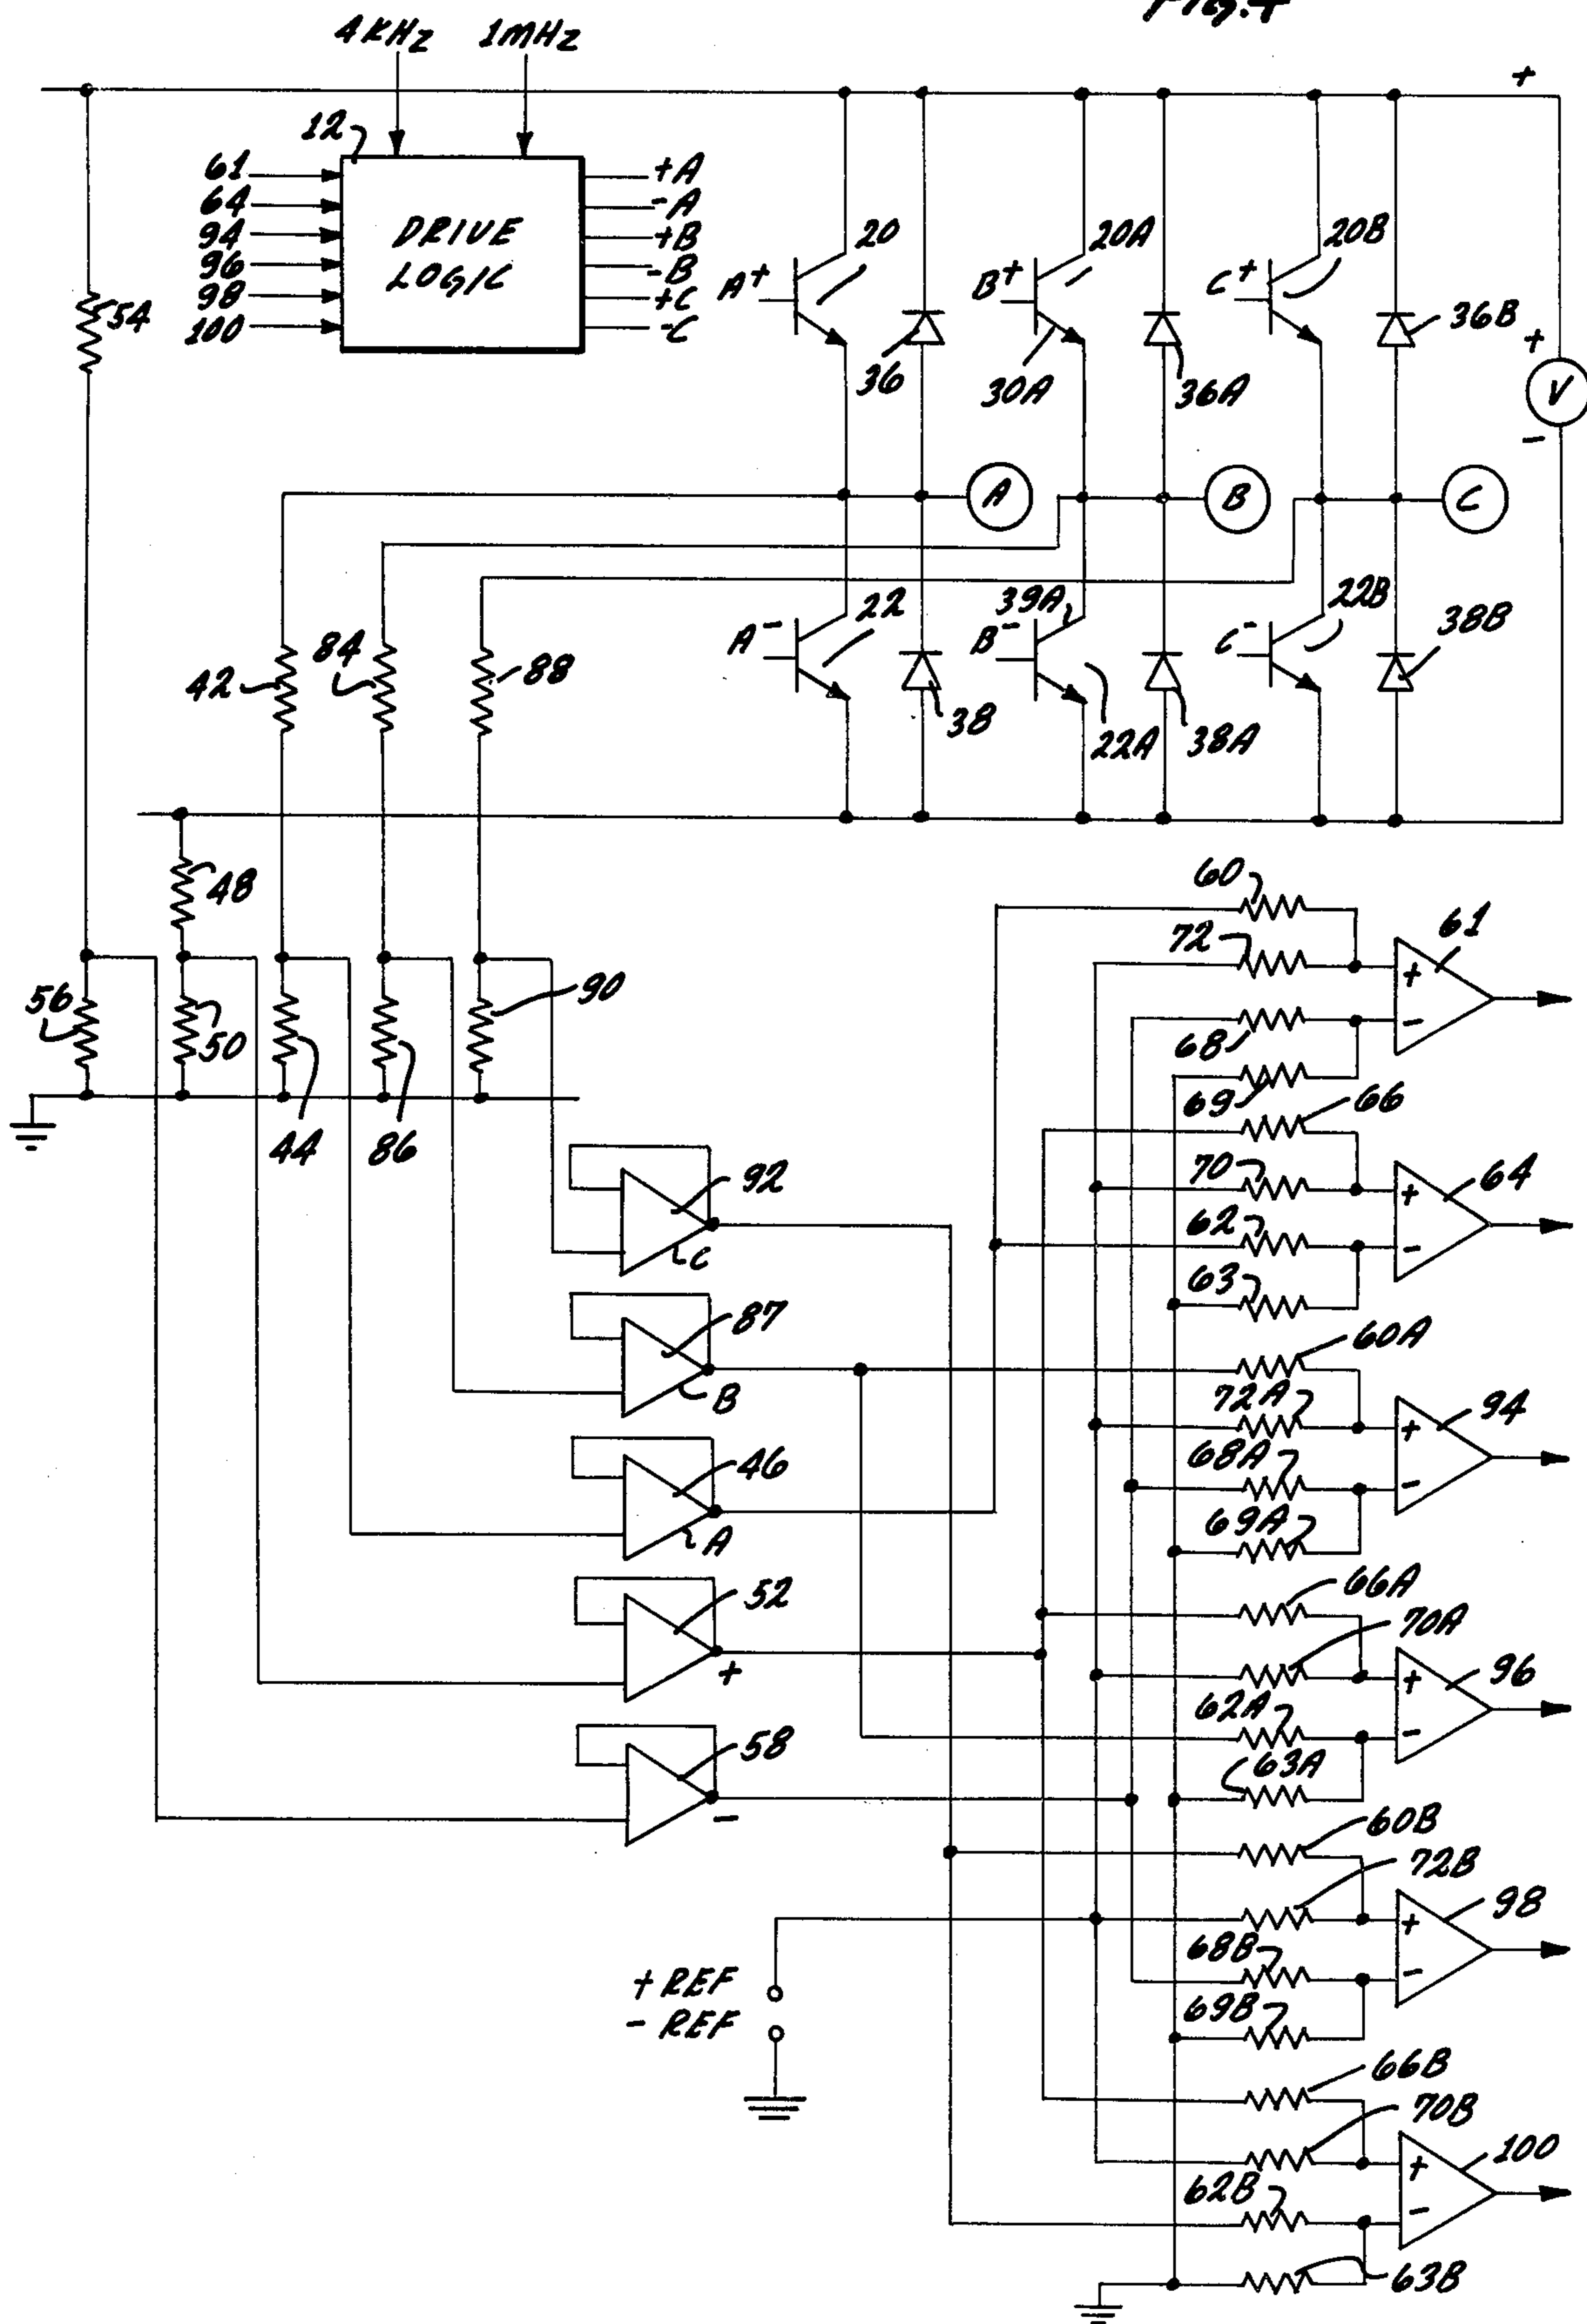 Fig. 4
4KHz 1mHz
+
12
61
64
94
96
98
100
DRIVE
LOGIC
+A
-A
+B
-B
+C
-C
54
A+
20
B+
20A
C+
20B
36
30A
36A
36B
+
V
-
A
B
C
42
84
88
A-
22
39A
B-
C-
22B
38B
38
22A
38A
48
56
50
44
86
90
60
72
61
+
-
68
69
66
70
64
+
-
62
63
92
C
87
B
46
A
52
+
58
-
60A
72A
94
+
-
68A
69A
66A
70A
96
+
-
62A
63A
60B
72B
98
+
-
68B
69B
+ REF
- REF
66B
70B
100
+
-
62B
63B